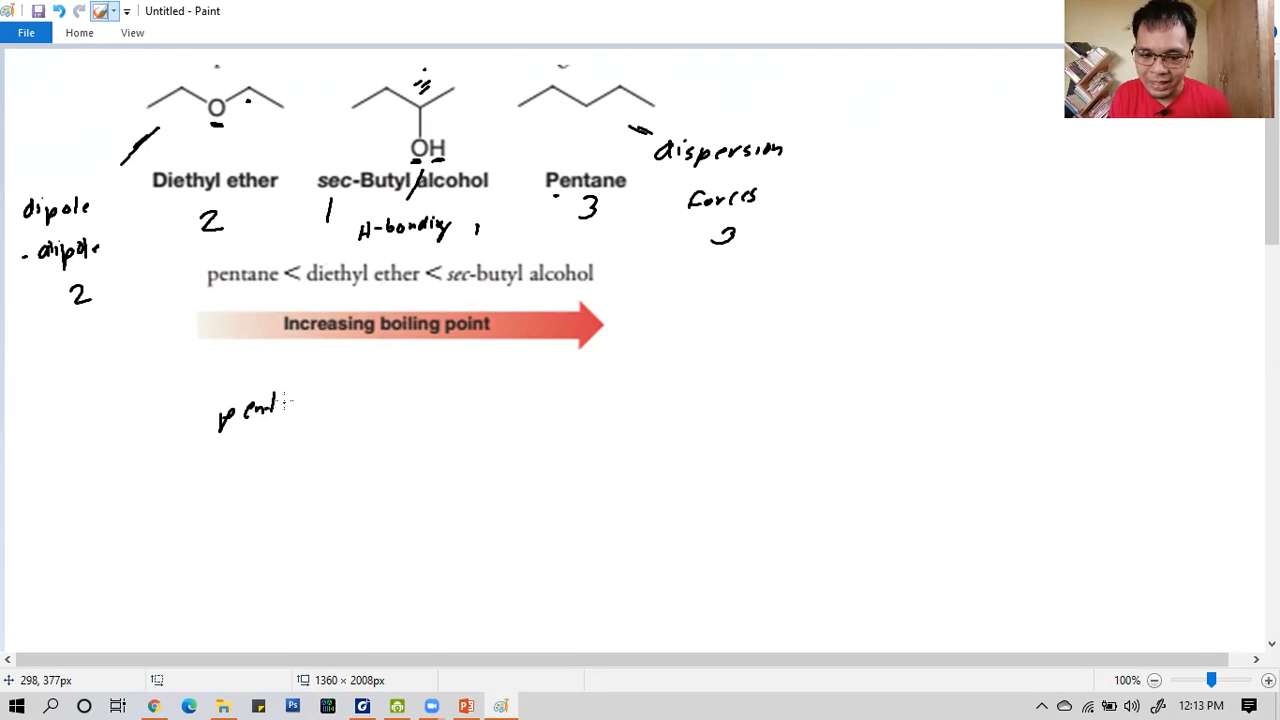 Untitled - Paint
File Home View
O
OH
Diethyl ether sec-Butyl alcohol Pentane
dispersion
forces
3
dipole
- dipole
2
2 1 3
H-bonding 1
pentane < diethyl ether < sec-butyl alcohol
Increasing boiling point
pent
298, 377px 1360 × 2008px 100%
12:13 PM